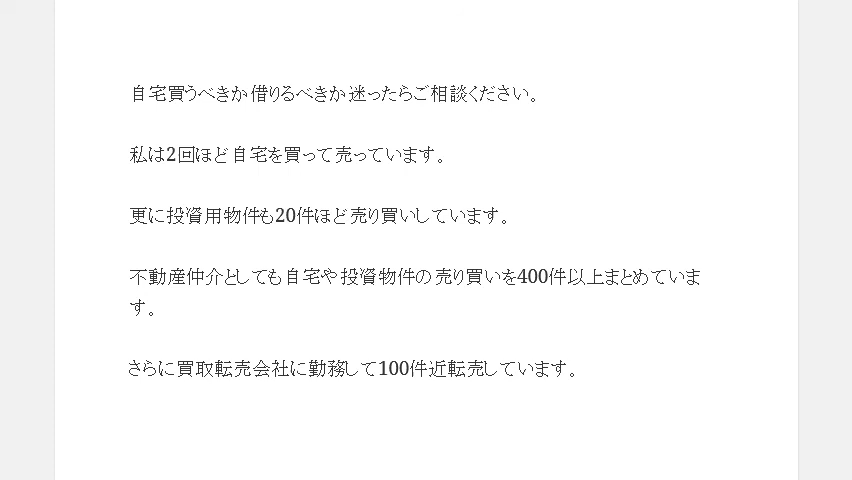 自宅買うべきか借りるべきか迷ったらご相談ください。
私は2回ほど自宅を買って売っています。
更に投資用物件も20件ほど売り買いしています。
不動産仲介としても自宅や投資物件の売り買いを400件以上まとめていま
す。
さらに買取転売会社に勤務して100件近転売しています。